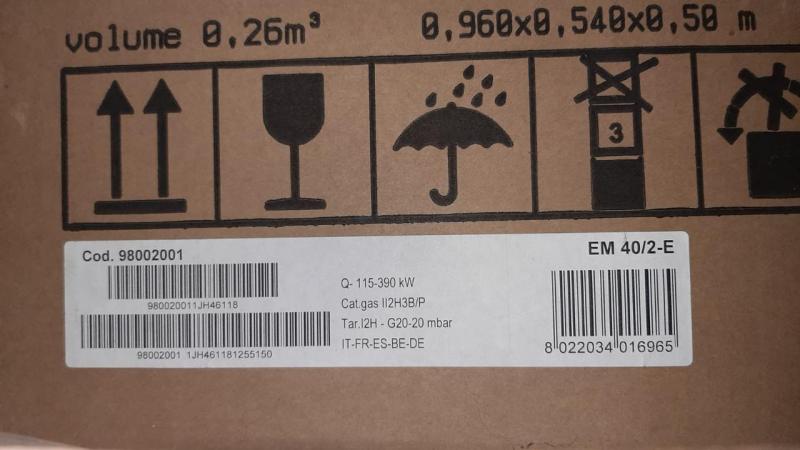 volume 0,26m³
0,960x0,540x0,50 m
3
Cod. 98002001
980020011JH46118
98002001 1JH461181255150
Q- 115-390 kW
Cat.gas II2H3B/P
Tar.I2H - G20-20 mbar
IT-FR-ES-BE-DE
EM 40/2-E
8 022034 016965